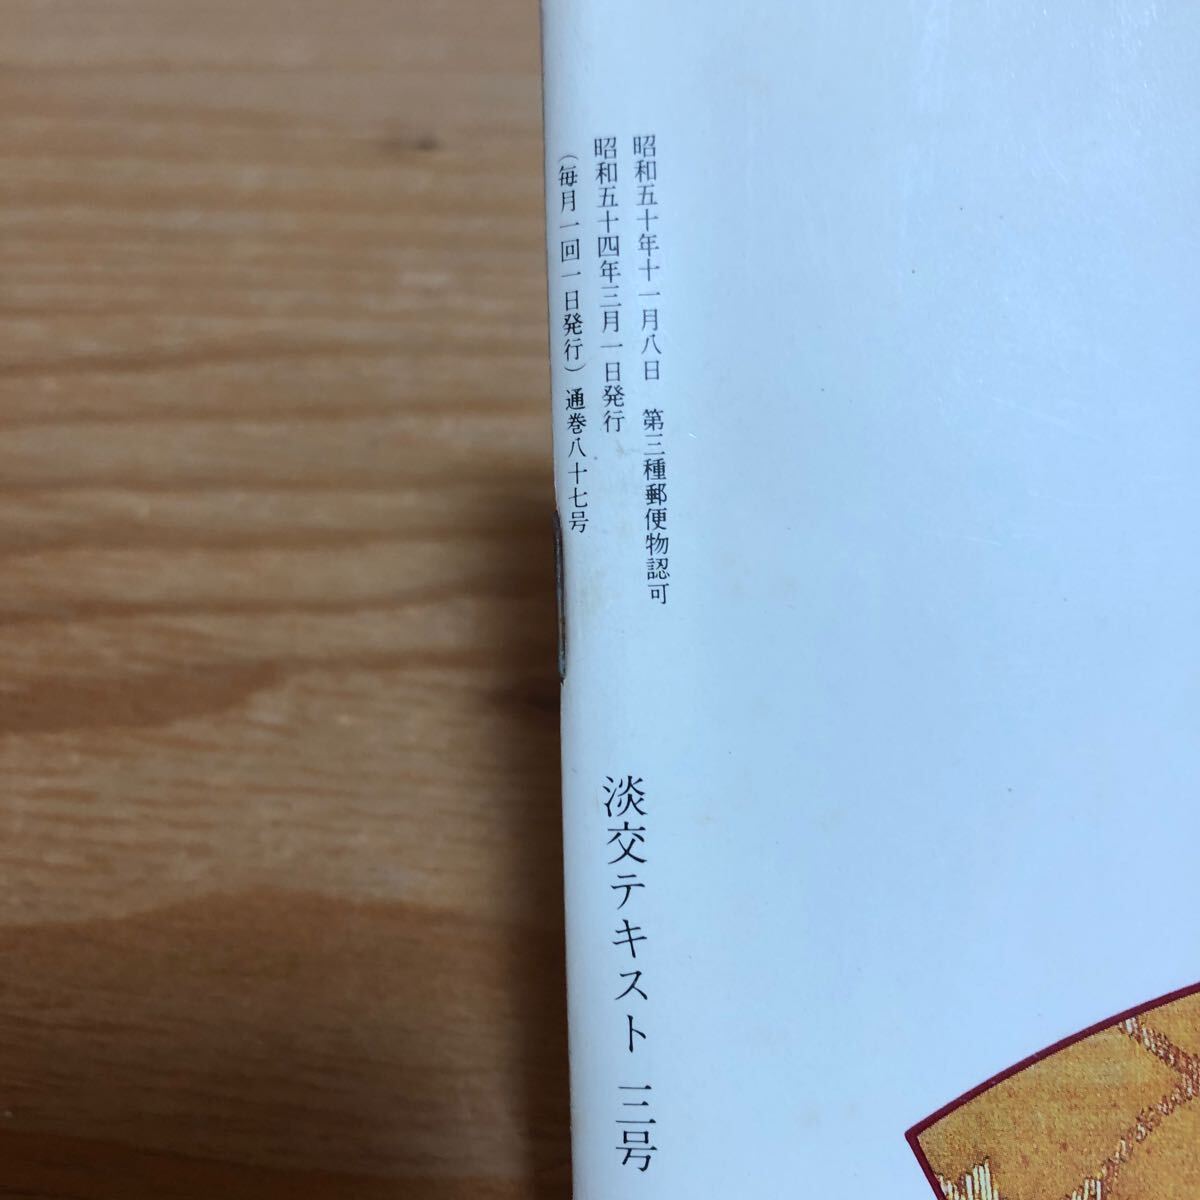 昭和五十年十一月八日 第三種郵便物認可
昭和五十四年三月一日発行
（毎月一回一日発行）通巻八十七号
淡交テキスト 三号